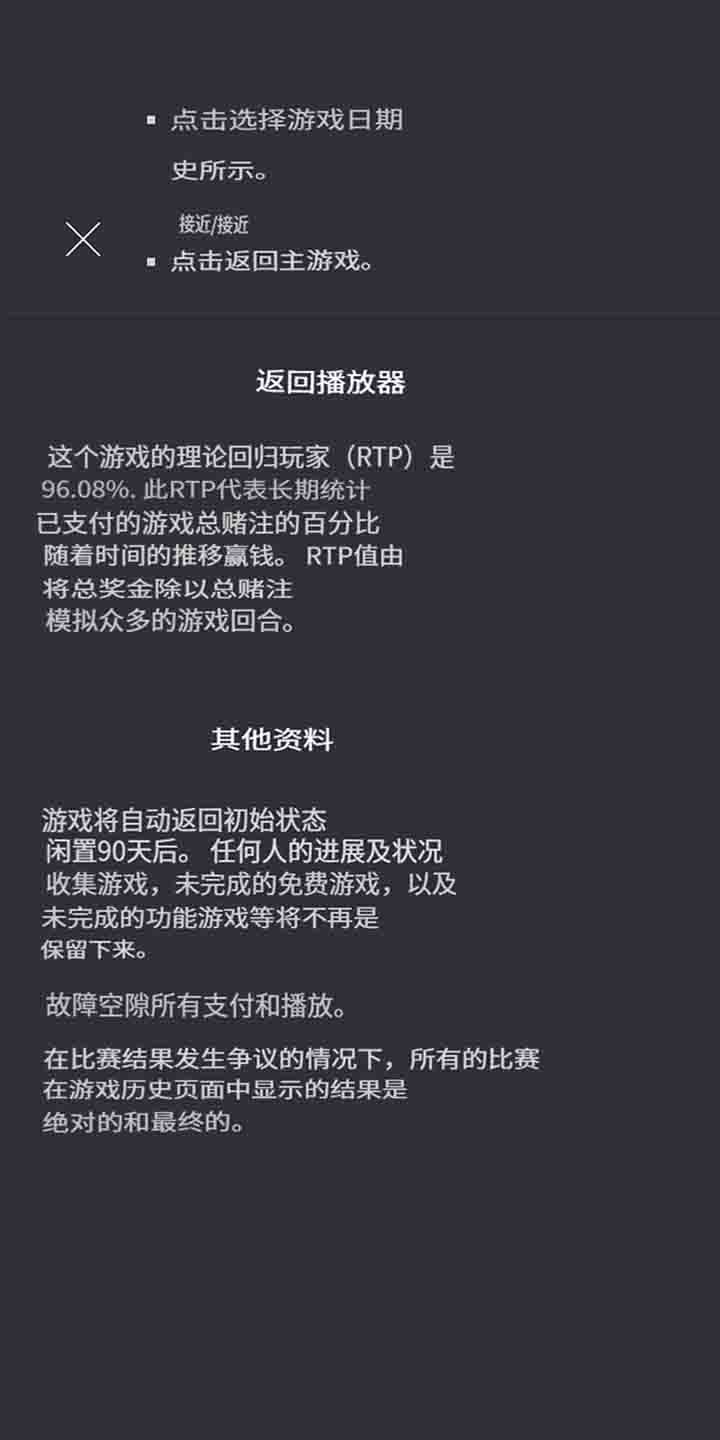 点击选择游戏日期
史所示。
接近/接近
点击返回主游戏。
返回播放器
这个游戏的理论回归玩家（RTP）是
96.08%. 此RTP代表长期统计
已支付的游戏总赌注的百分比
随着时间的推移赢钱。 RTP值由
将总奖金除以总赌注
模拟众多的游戏回合。
其他资料
游戏将自动返回初始状态
闲置90天后。 任何人的进展及状况
收集游戏，未完成的免费游戏，以及
未完成的功能游戏等将不再是
保留下来。
故障空隙所有支付和播放。
在比赛结果发生争议的情况下，所有的比赛
在游戏历史页面中显示的结果是
绝对的和最终的。